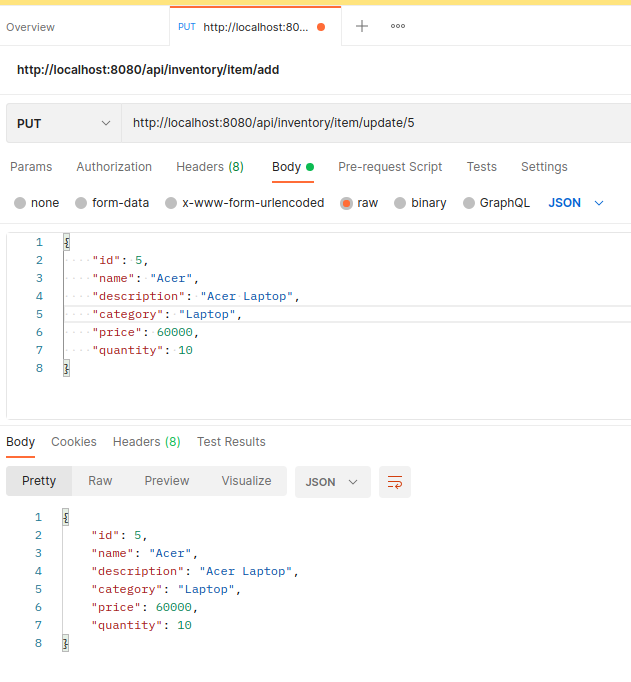 Overview PUT http://localhost:80...
http://localhost:8080/api/inventory/item/add
PUT http://localhost:8080/api/inventory/item/update/5
Params Authorization Headers (8) Body Pre-request Script Tests Settings
none form-data x-www-form-urlencoded raw binary GraphQL JSON
1 {
2 "id": 5,
3 "name": "Acer",
4 "description": "Acer Laptop",
5 "category": "Laptop",
6 "price": 60000,
7 "quantity": 10
8 }
Body Cookies Headers (8) Test Results
Pretty Raw Preview Visualize JSON
1 {
2 "id": 5,
3 "name": "Acer",
4 "description": "Acer Laptop",
5 "category": "Laptop",
6 "price": 60000,
7 "quantity": 10
8 }